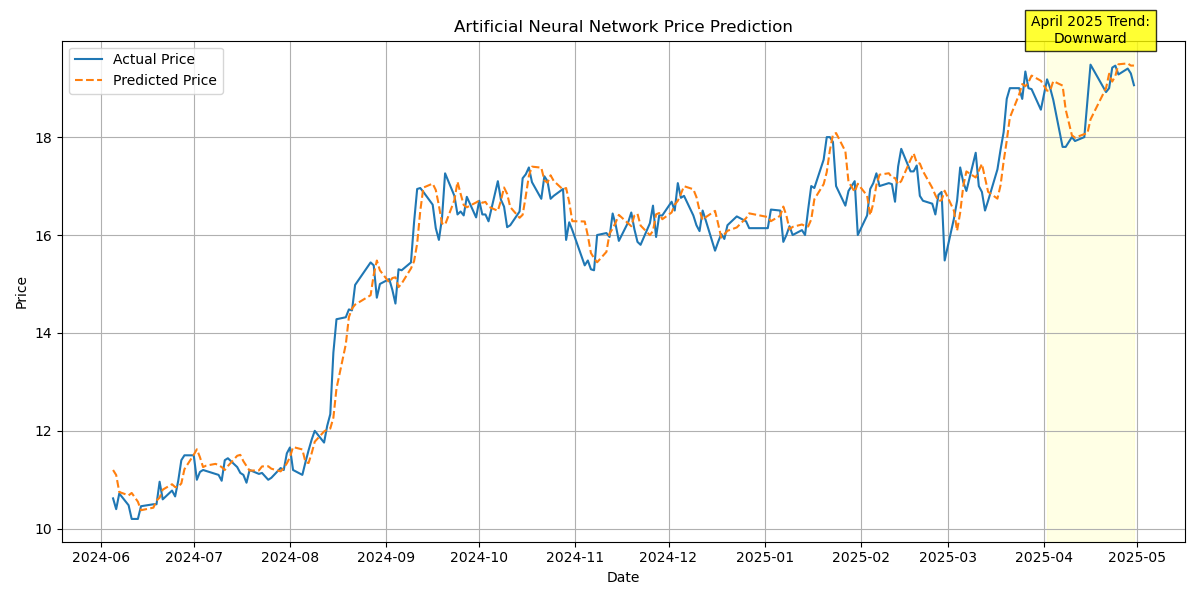 April 2025 Trend:
Downward
Artificial Neural Network Price Prediction
Actual Price
Predicted Price
Price
18
16
14
12
10
2024-06 2024-07 2024-08 2024-09 2024-10 2024-11 2024-12 2025-01 2025-02 2025-03 2025-04 2025-05
Date